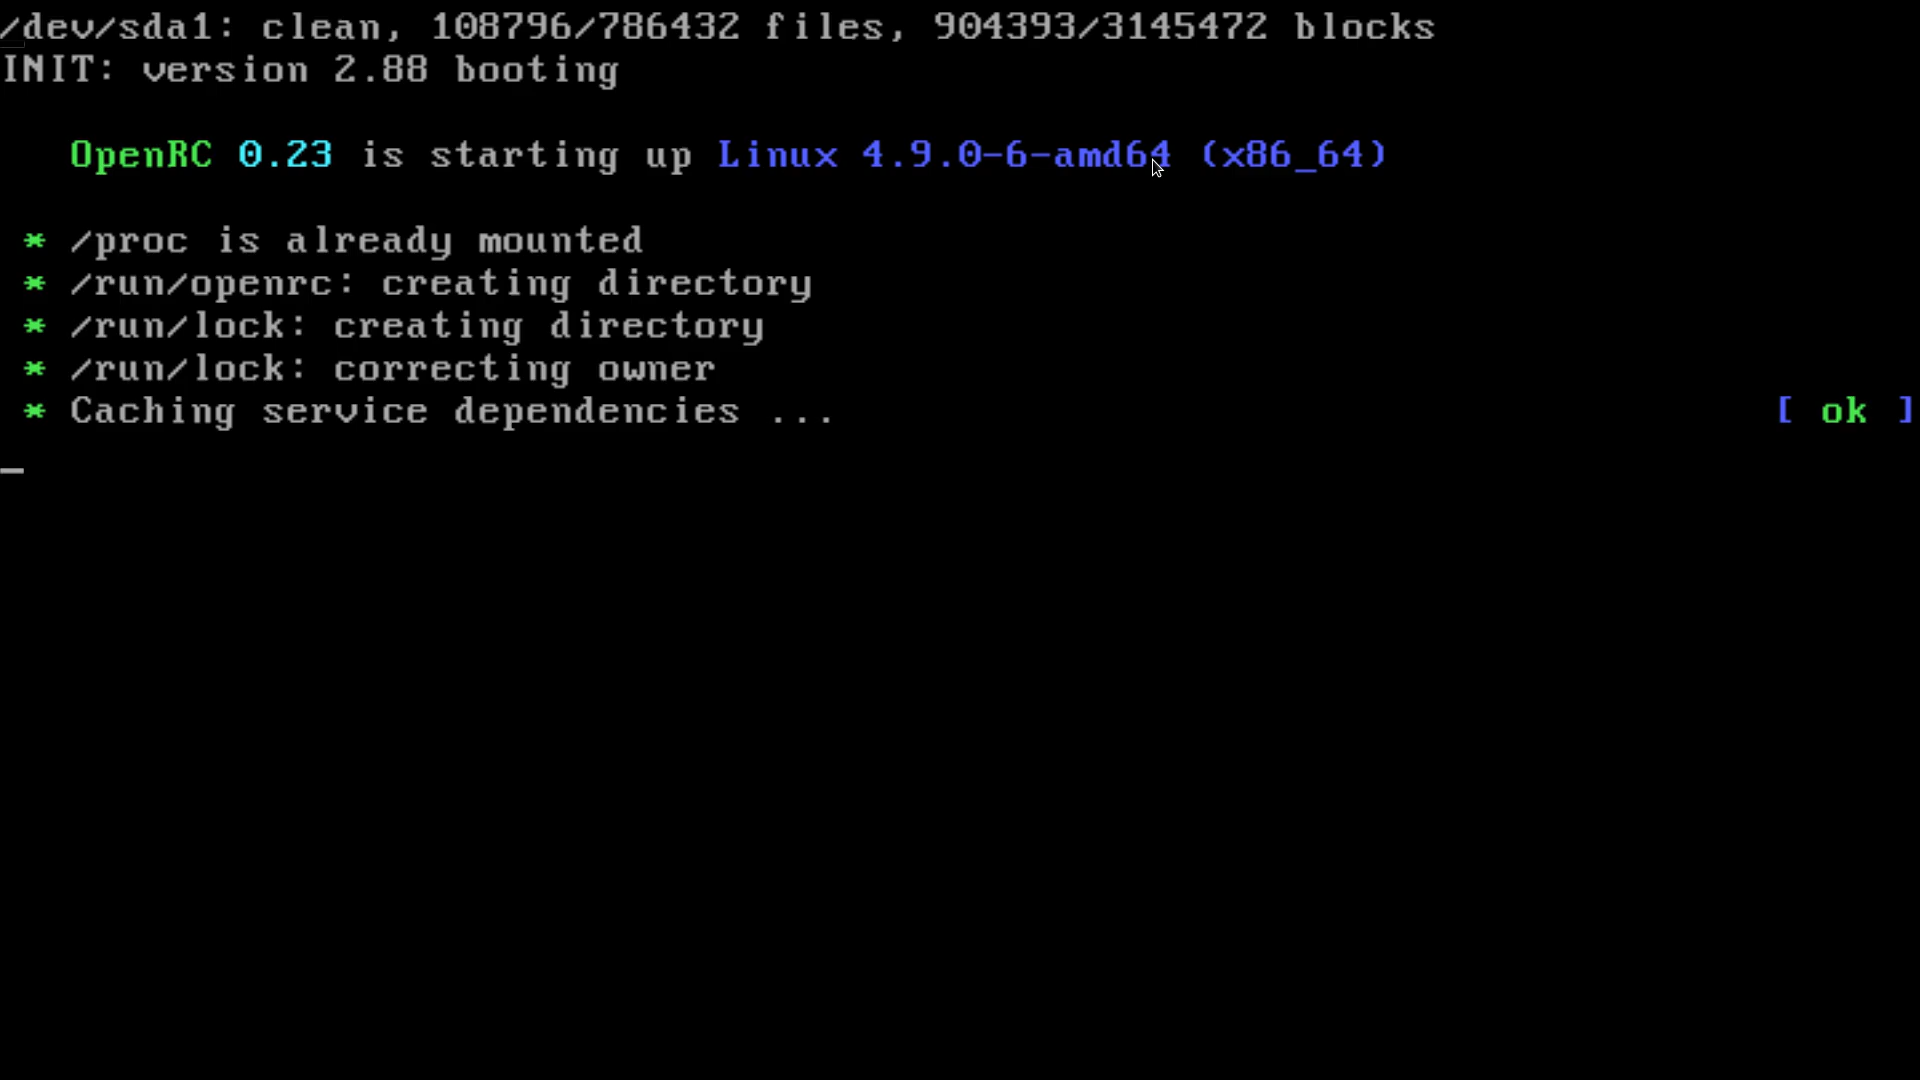 /dev/sda1: clean, 108796/786432 files, 904393/3145472 blocks
INIT: version 2.88 booting
OpenRC 0.23 is starting up Linux 4.9.0-6-amd64 (x86_64)
* /proc is already mounted
* /run/openrc: creating directory
* /run/lock: creating directory
* /run/lock: correcting owner
* Caching service dependencies ... [ ok ]